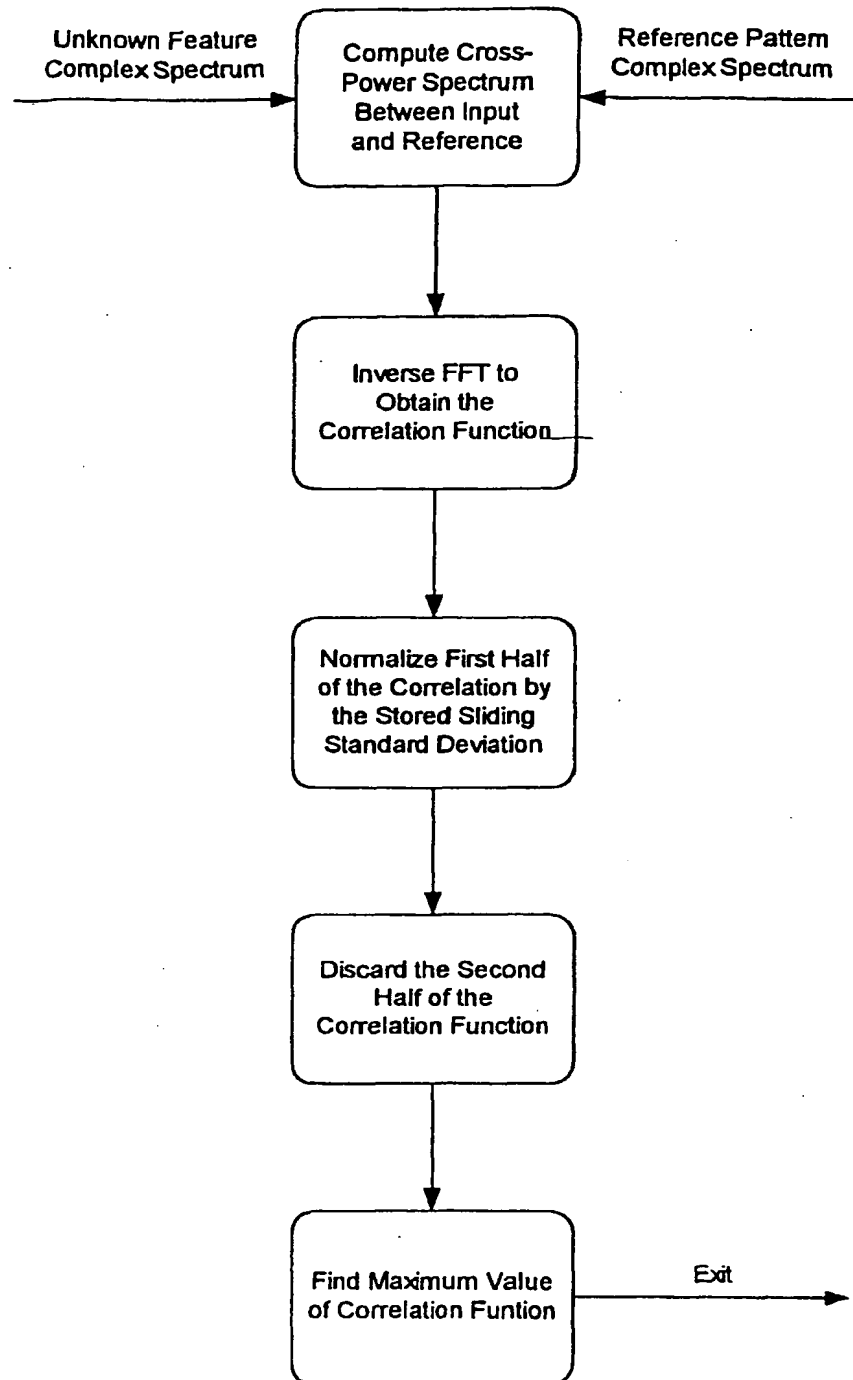 Unknown Feature
Complex Spectrum
Compute Cross-
Power Spectrum
Between Input
and Reference
Reference Pattern
Complex Spectrum
Inverse FFT to
Obtain the
Correlation Function
Normalize First Half
of the Correlation by
the Stored Sliding
Standard Deviation
Discard the Second
Half of the
Correlation Function
Find Maximum Value
of Correlation Funtion
Exit